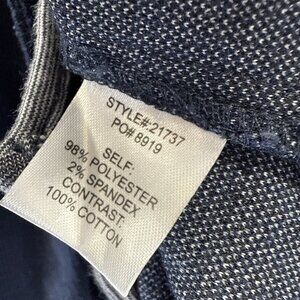 STYLE#:21737
PO# 8919
SELF:
98% POLYESTER
2% SPANDEX
CONTRAST:
100% COTTON